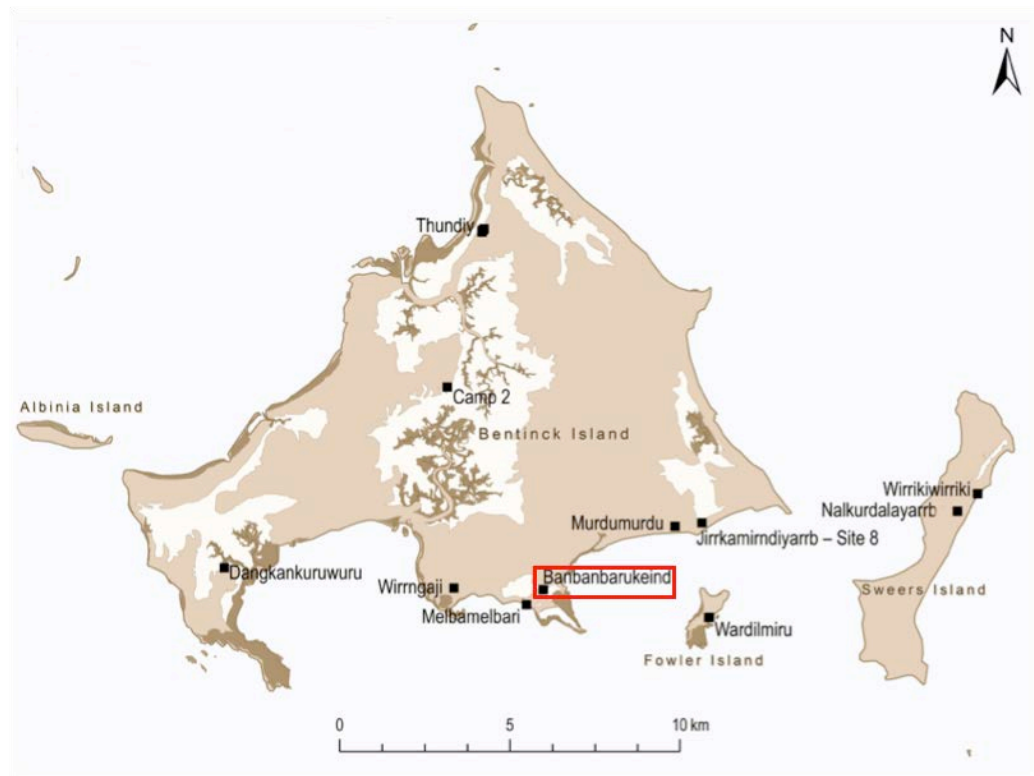 N
Thundiy
Camp 2
Albinia Island
Bentinck Island
Wirrikiwirriki
Nalkurdalayarrb
Murdumurdu
Jirrkamirndiyarrb – Site 8
Dangkankuruwuru
Banbanbarukeind
Wirrngaji
Sweers Island
Melbamelbari
Wardilmiru
Fowler Island
0 5 10 km